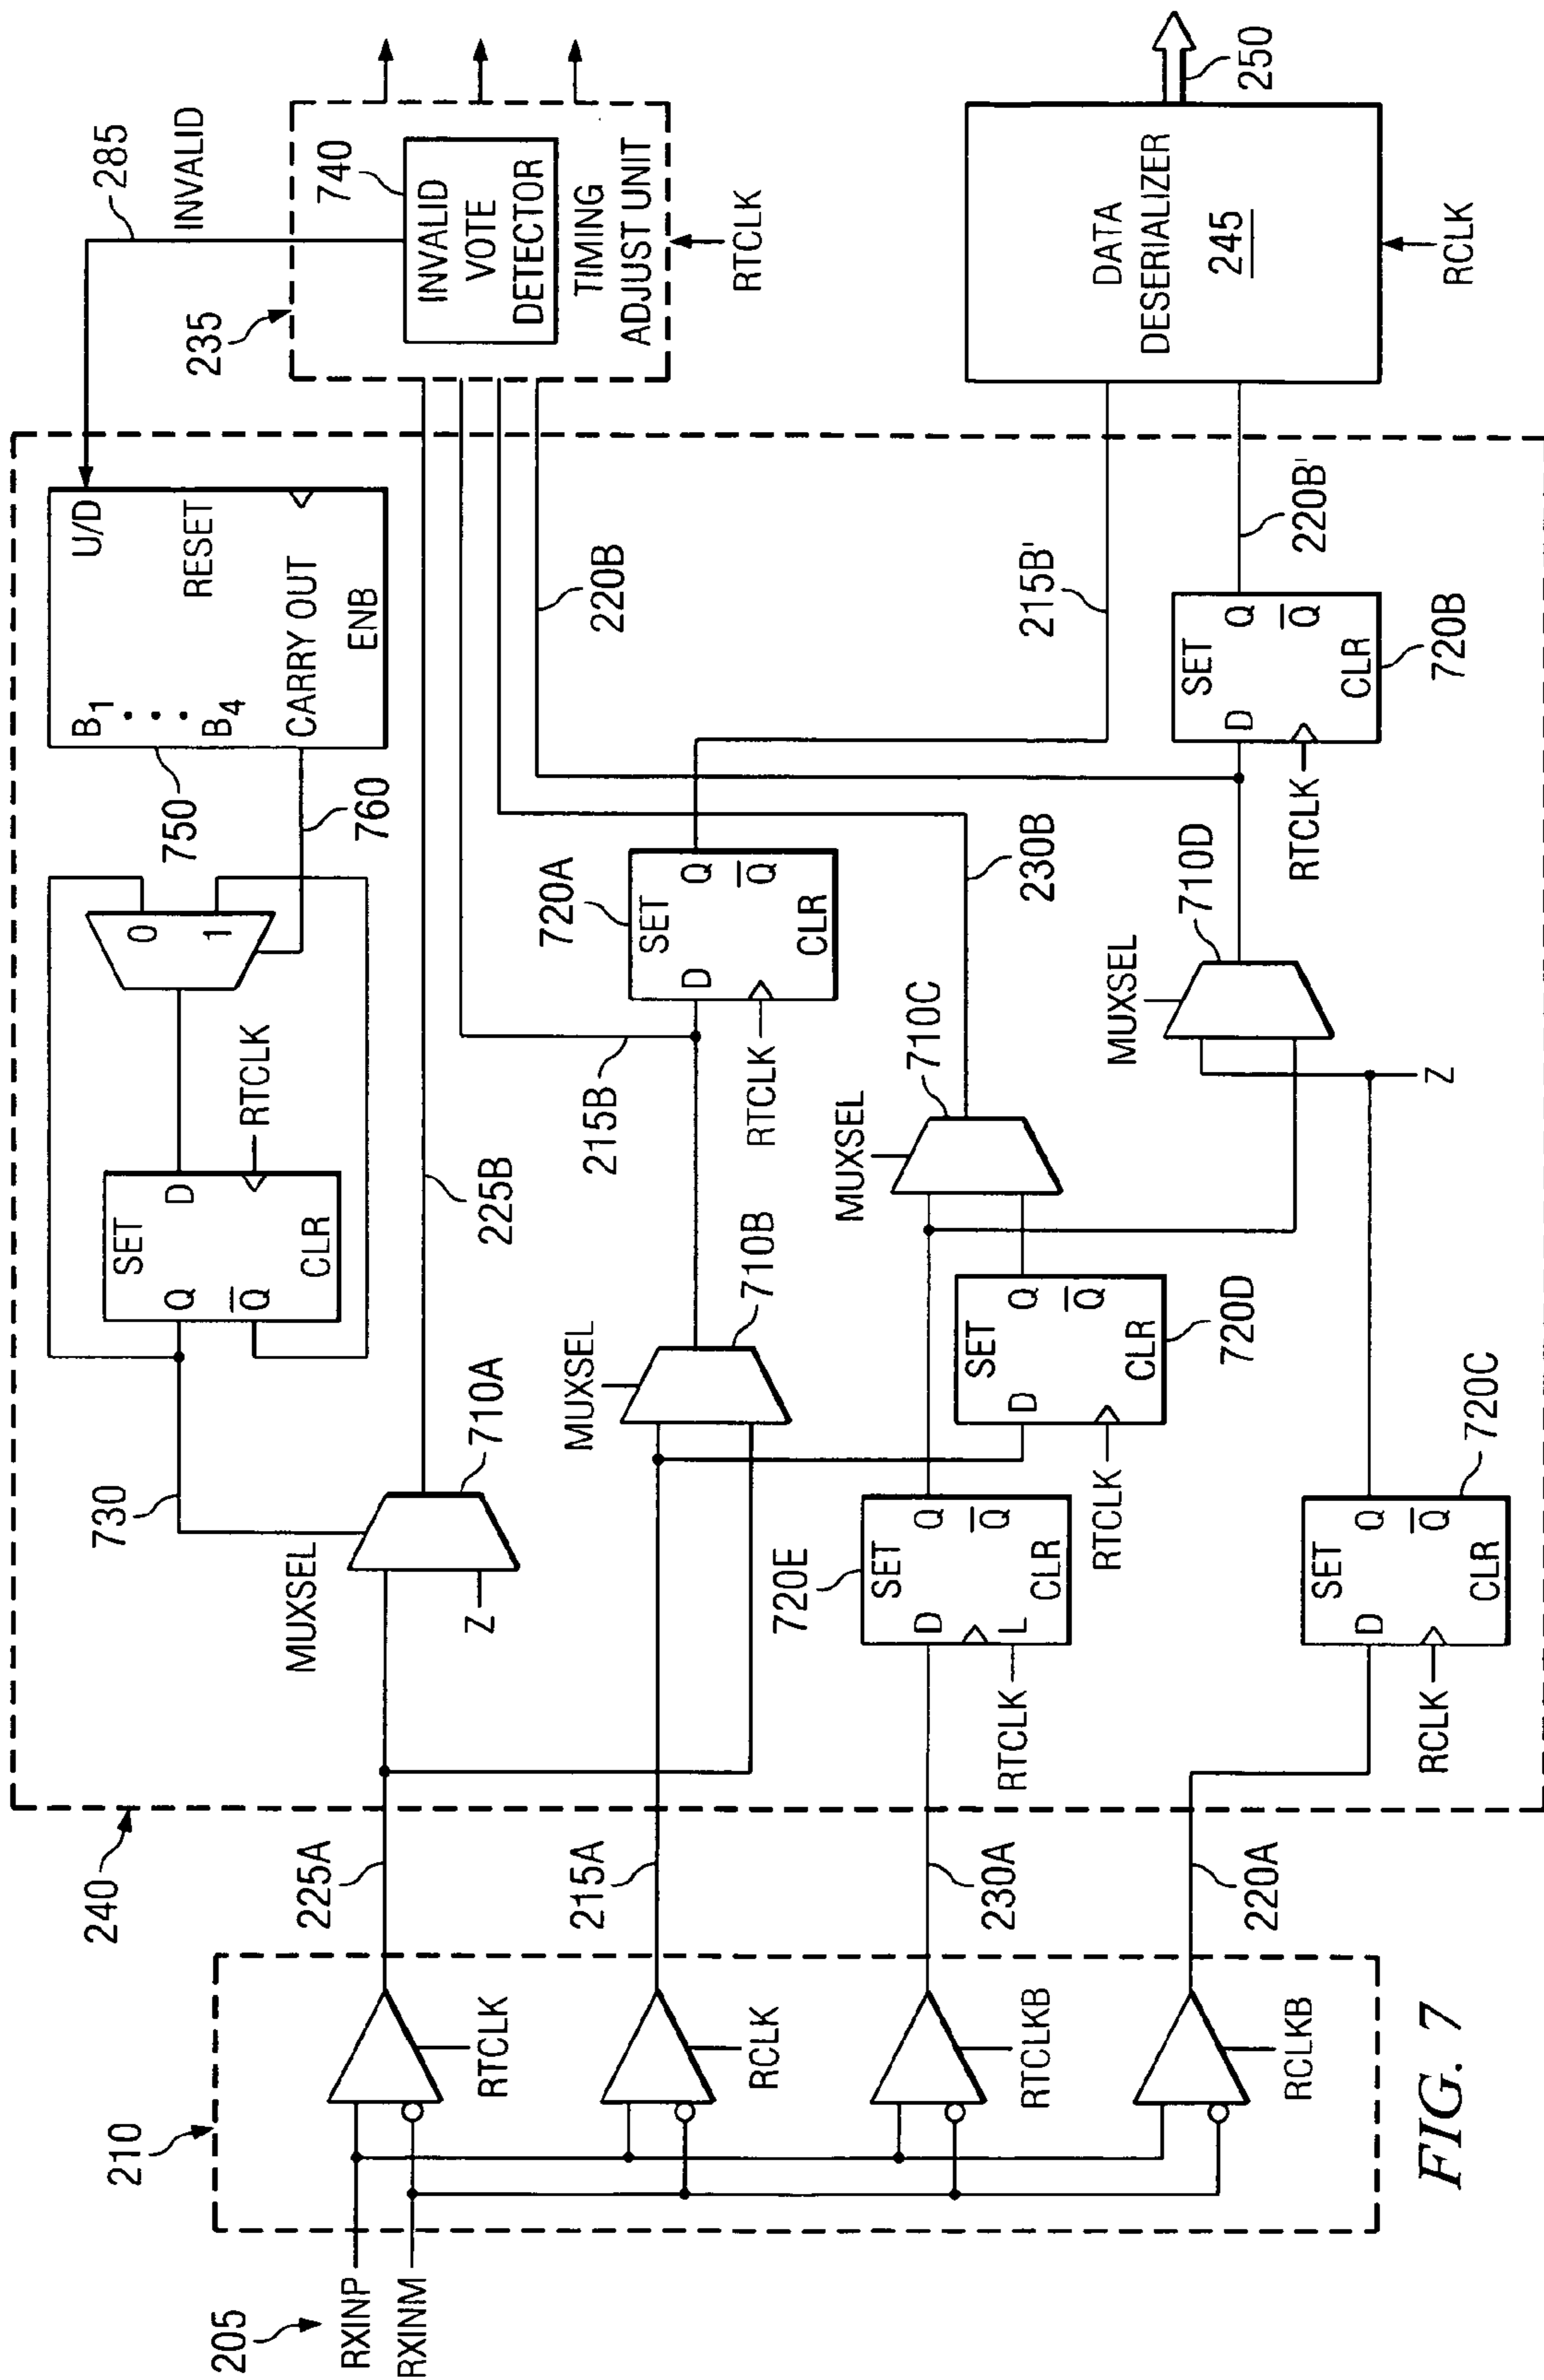 205
RXINP
RXINM
210
RTCLK
RCLK
RTCLKB
RCLKB
225A
215A
230A
220A
240
MUXSEL
Z
710A
730
SET
Q
D
Q
CLR
RTCLK
0
1
750
760
B1
B4
U/D
RESET
CARRY OUT
ENB
285
INVALID
235
740
INVALID
VOTE
DETECTOR
TIMING
ADJUST UNIT
RTCLK
225B
MUXSEL
710B
215B
720A
SET
D
Q
Q
CLR
RTCLK
220B
215B'
720E
SET
D
Q
L
Q
CLR
RTCLK
SET
D
Q
Q
CLR
720D
RTCLK
MUXSEL
710C
230B
MUXSEL
710D
Z
SET
D
Q
Q
CLR
720C
RCLK
SET
D
Q
Q
CLR
720B
RTCLK
220B'
DATA
DESERIALIZER
245
RCLK
250
FIG. 7